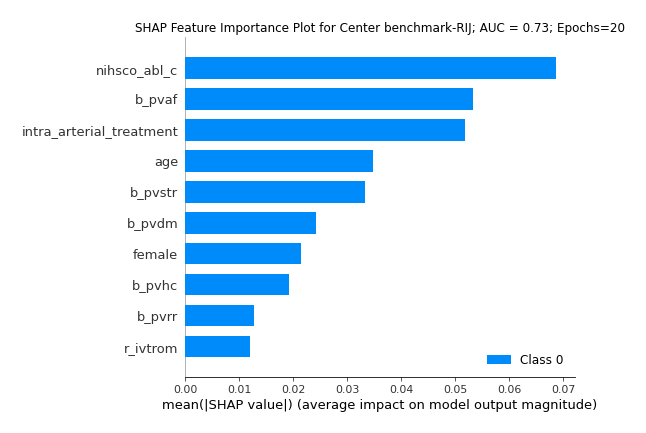 SHAP Feature Importance Plot for Center benchmark-RIJ; AUC = 0.73; Epochs=20
nihsco_abl_c
b_pvaf
intra_arterial_treatment
age
b_pvstr
b_pvdm
female
b_pvhc
b_pvrr
r_ivtrom
Class 0
0.00 0.01 0.02 0.03 0.04 0.05 0.06 0.07
mean(|SHAP value|) (average impact on model output magnitude)